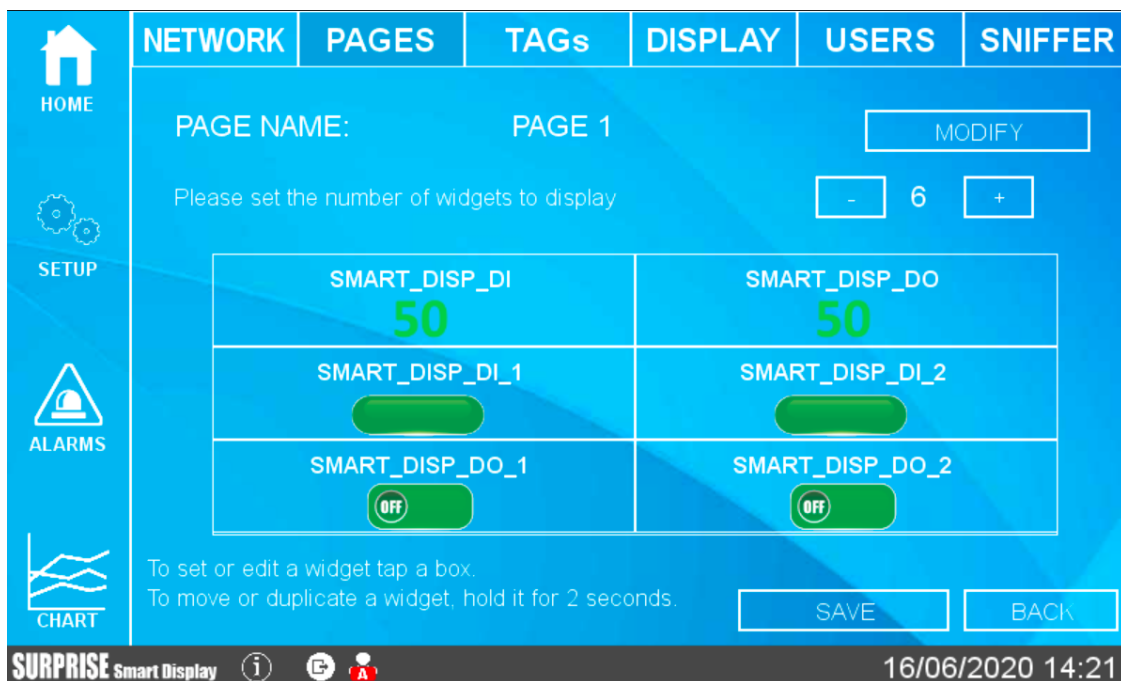 NETWORK PAGES TAGs DISPLAY USERS SNIFFER
HOME
PAGE NAME: PAGE 1 MODIFY
Please set the number of widgets to display - 6 +
SETUP
SMART_DISP_DI SMART_DISP_DO
50 50
SMART_DISP_DI_1 SMART_DISP_DI_2
ALARMS
SMART_DISP_DO_1 SMART_DISP_DO_2
OFF OFF
To set or edit a widget tap a box.
To move or duplicate a widget, hold it for 2 seconds. SAVE BACK
CHART
SURPRISE Smart Display i G A 16/06/2020 14:21